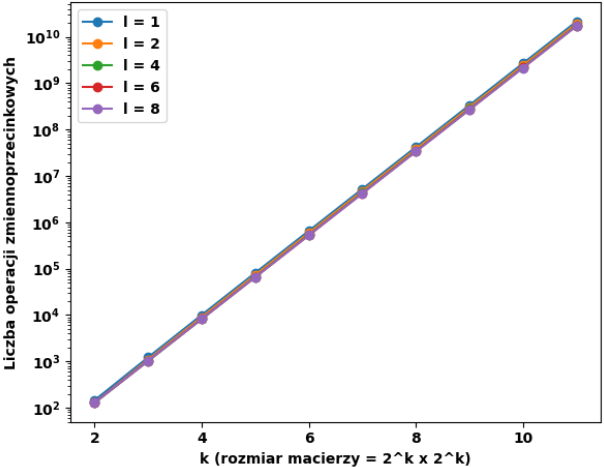 l = 1
l = 2
l = 4
l = 6
l = 8
Liczba operacji zmiennoprzecinkowych
10^10
10^9
10^8
10^7
10^6
10^5
10^4
10^3
10^2
2 4 6 8 10
k (rozmiar macierzy = 2^k x 2^k)